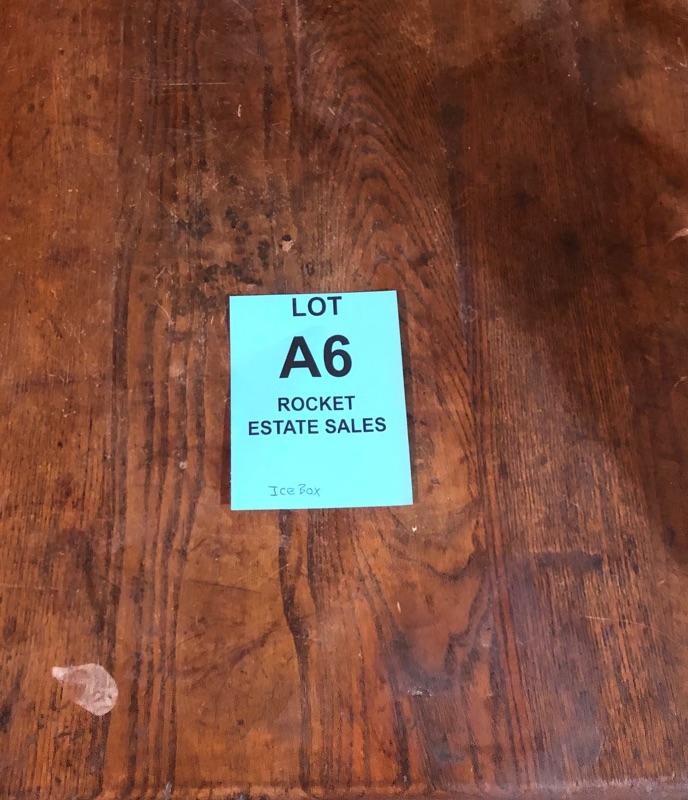 LOT
A6
ROCKET
ESTATE SALES
Ice Box